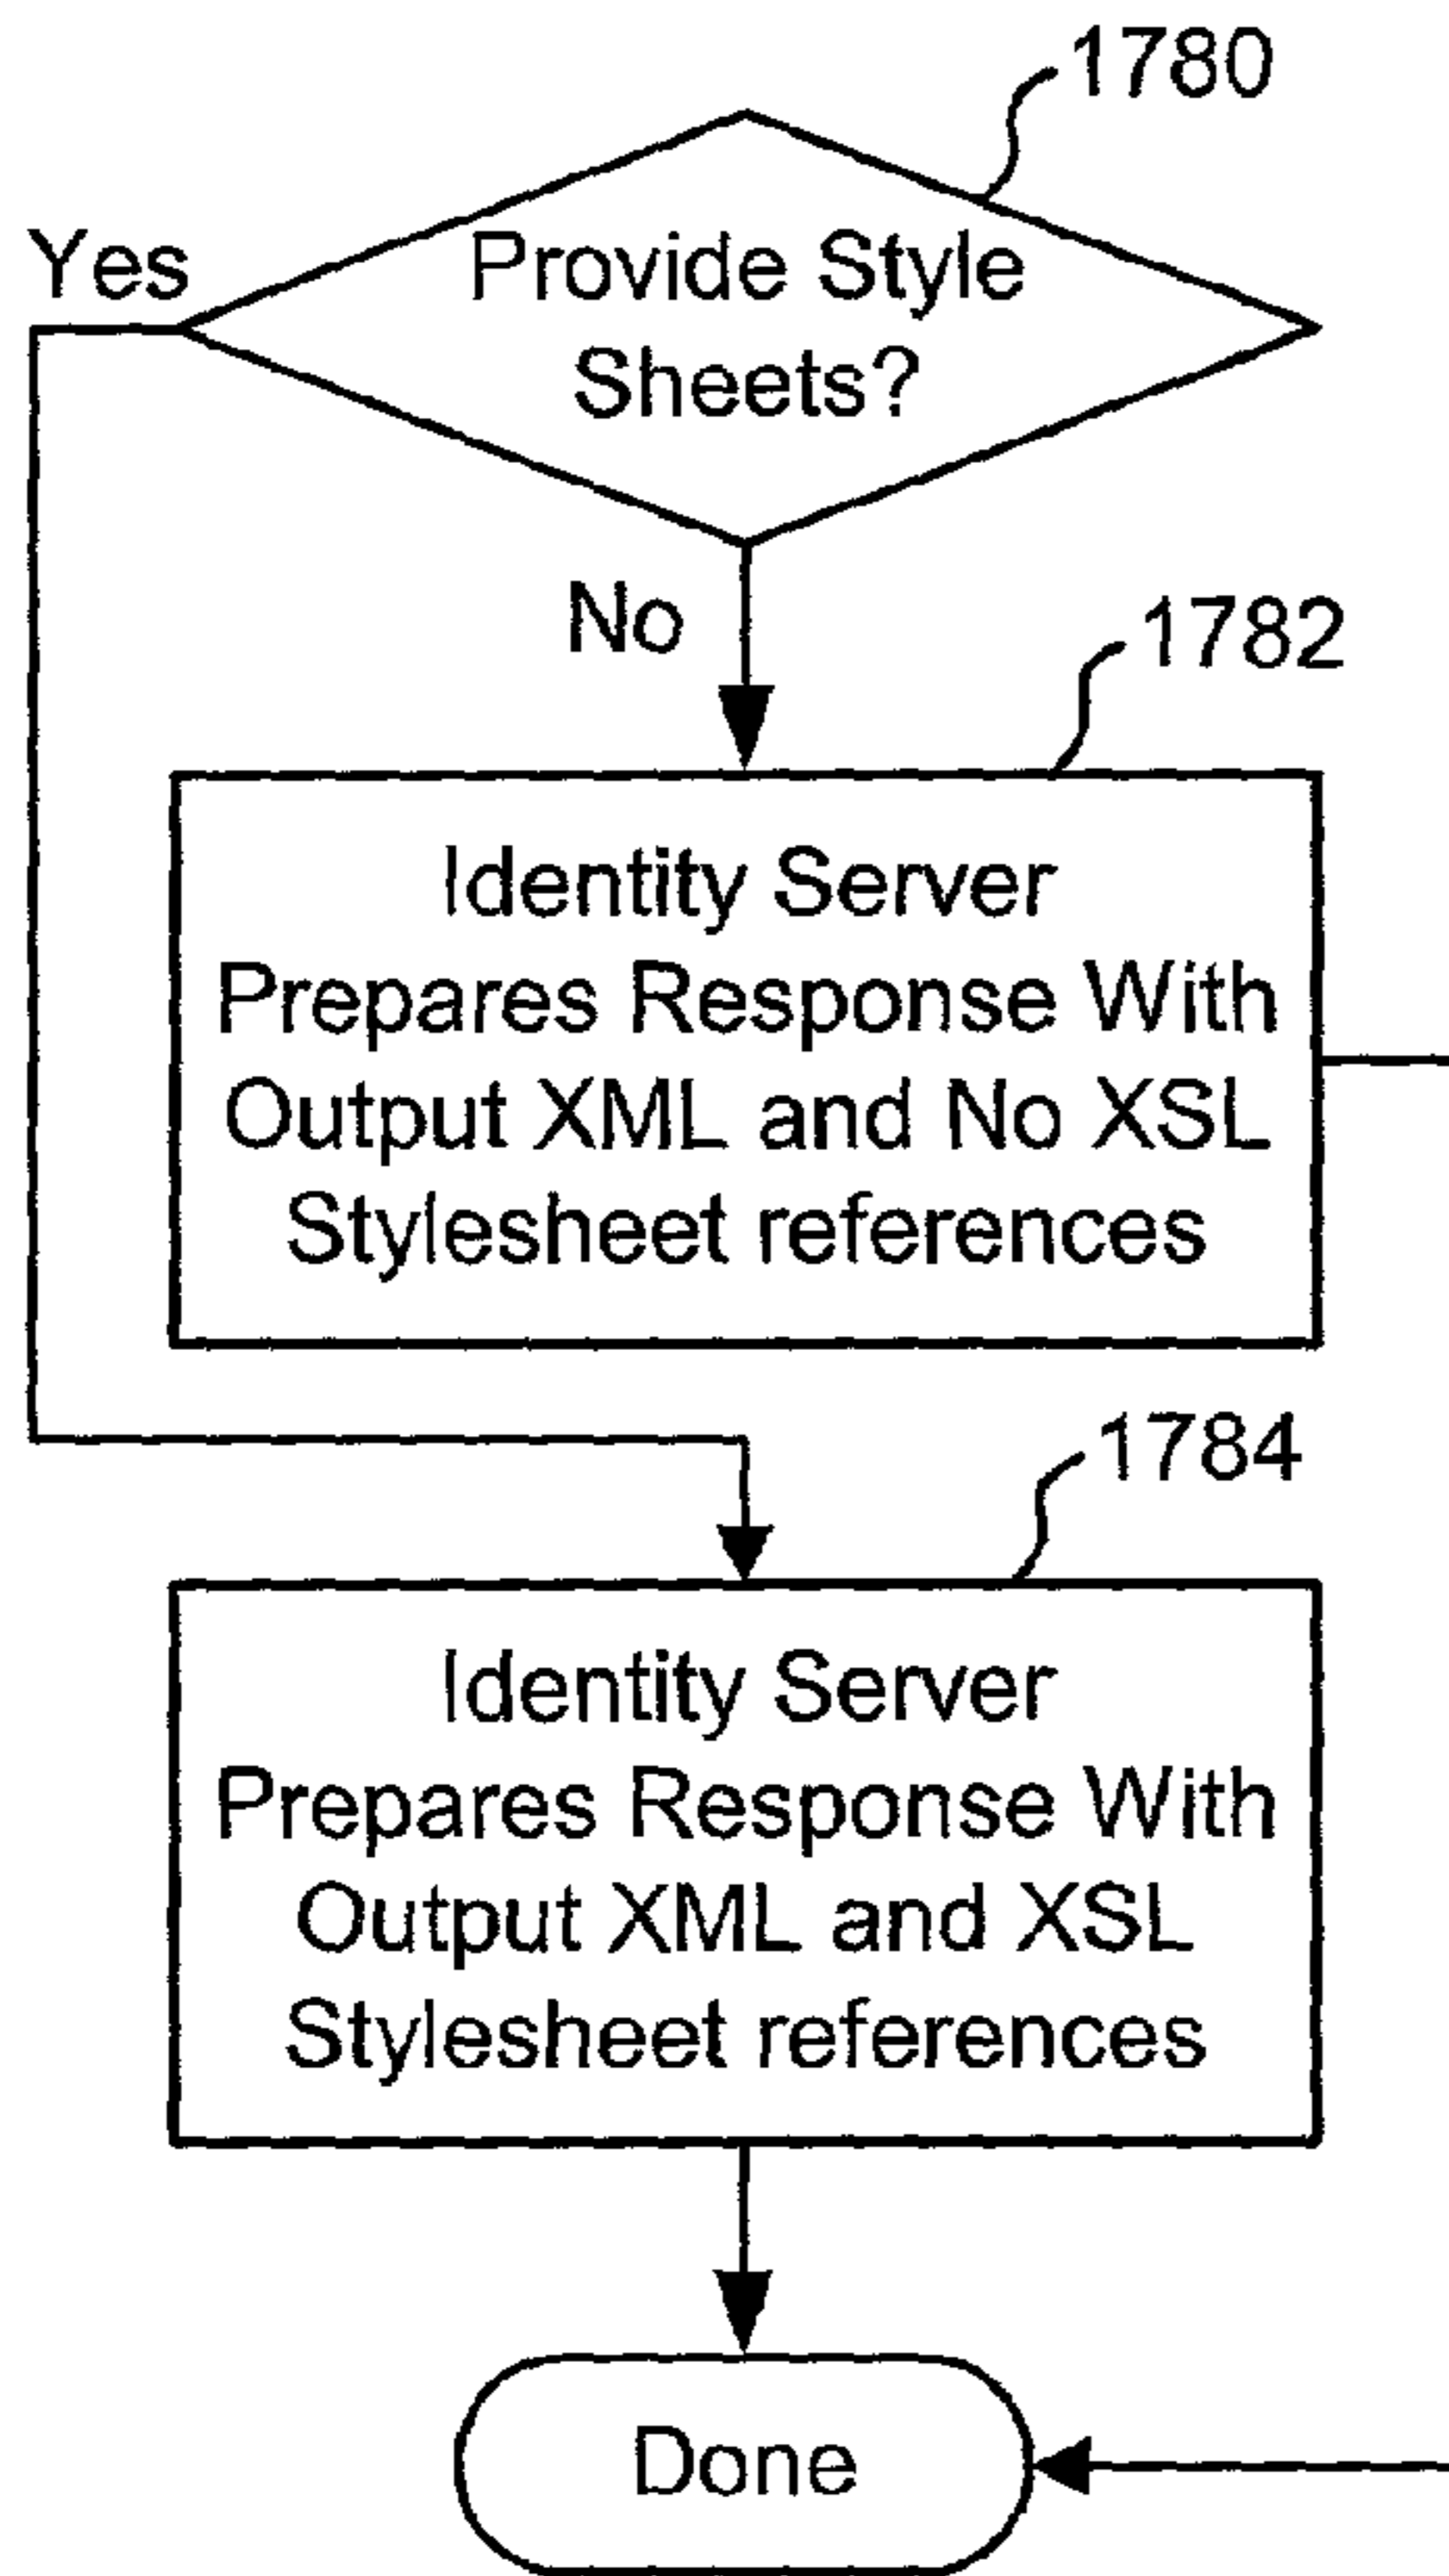 1780
Yes
Provide Style
Sheets?
No
1782
Identity Server
Prepares Response With
Output XML and No XSL
Stylesheet references
1784
Identity Server
Prepares Response With
Output XML and XSL
Stylesheet references
Done